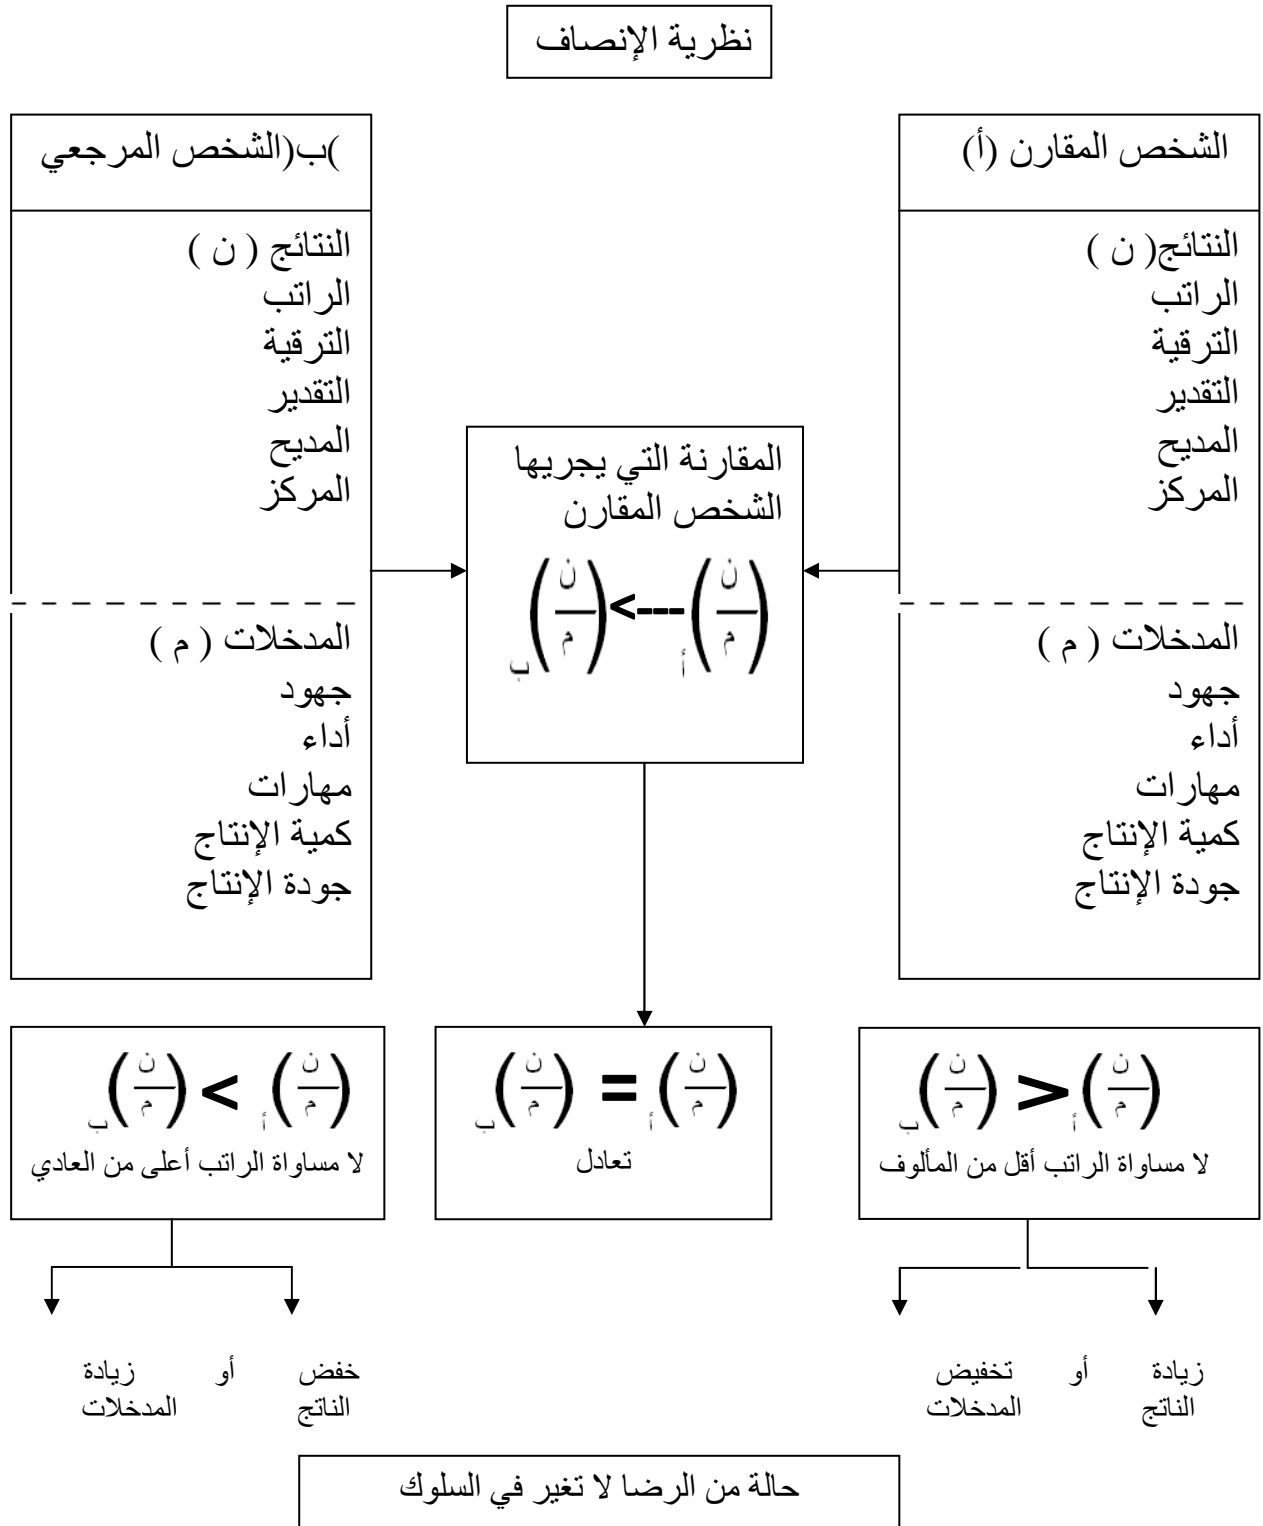 نظرية الإنصاف
الشخص المقارن (أ)
النتائج( ن )
الراتب
الترقية
التقدير
المديح
المركز
المدخلات ( م )
جهود
أداء
مهارات
كمية الإنتاج
جودة الإنتاج
)ب(الشخص المرجعي
النتائج ( ن )
الراتب
الترقية
التقدير
المديح
المركز
المدخلات ( م )
جهود
أداء
مهارات
كمية الإنتاج
جودة الإنتاج
المقارنة التي يجريها
الشخص المقارن
(ن/م)أ ---> (ن/م)ب
(ن/م)أ < (ن/م)ب
لا مساواة الراتب أقل من المألوف
(ن/م)أ = (ن/م)ب
تعادل
(ن/م)أ > (ن/م)ب
لا مساواة الراتب أعلى من العادي
زيادة أو تخفيض
الناتج المدخلات
خفض أو زيادة
الناتج المدخلات
حالة من الرضا لا تغير في السلوك